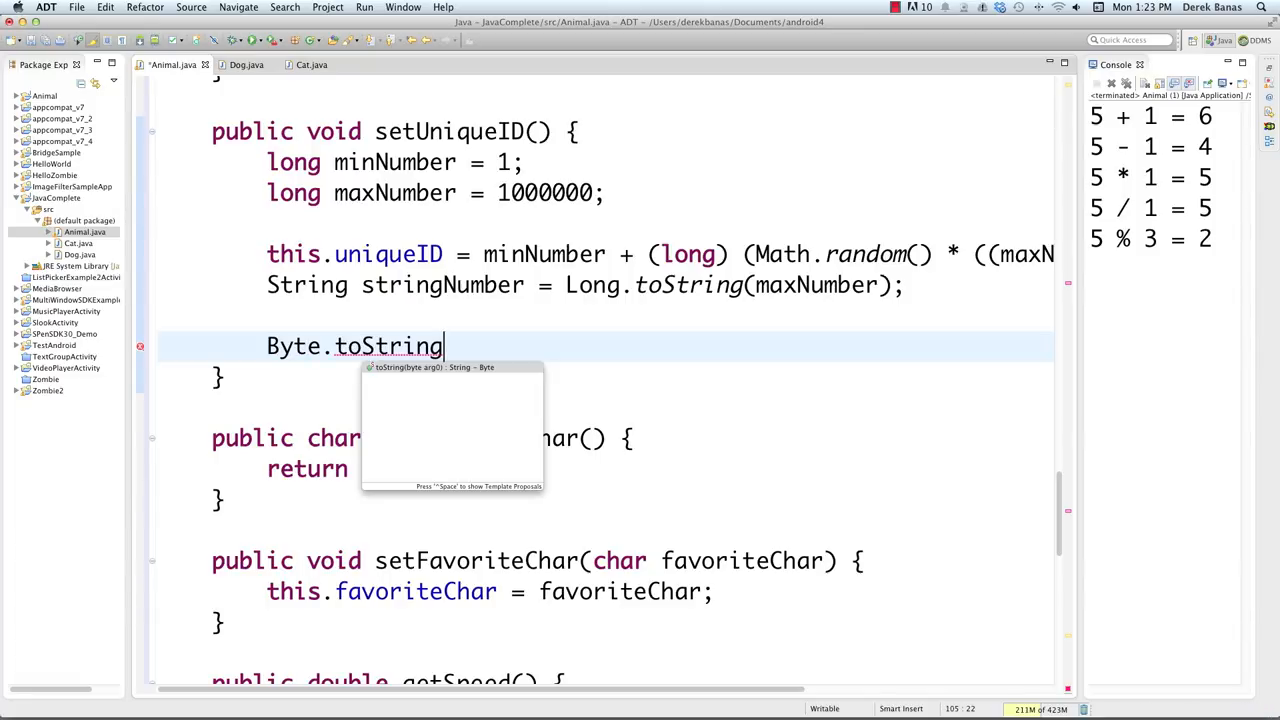 ADT File Edit Refactor Source Navigate Search Project Run Window Help
10 Mon 1:23 PM Derek Banas
Java – JavaComplete/src/Animal.java – ADT – /Users/derekbanas/Documents/android4
Quick Access Java DDMS
Package Exp *Animal.java Dog.java Cat.java Console
<terminated> Animal (1) [Java Application] /S
Animal
appcompat_v7
appcompat_v7_2
appcompat_v7_3
appcompat_v7_4
BridgeSample
HelloWorld
HelloZombie
ImageFilterSampleApp
JavaComplete
src
(default package)
Animal.java
Cat.java
Dog.java
JRE System Library [Ja
ListPickerExample2Activi
MediaBrowser
MultiWindowSDKExample
MusicPlayerActivity
SlookActivity
SPenSDK30_Demo
TestAndroid
TextGroupActivity
VideoPlayerActivity
Zombie
Zombie2
}
public void setUniqueID() {
long minNumber = 1;
long maxNumber = 1000000;
this.uniqueID = minNumber + (long) (Math.random() * ((maxN
String stringNumber = Long.toString(maxNumber);
Byte.toString
toString(byte arg0) : String - Byte
Press '^Space' to show Template Proposals
}
public char har() {
return
}
public void setFavoriteChar(char favoriteChar) {
this.favoriteChar = favoriteChar;
}
public double getSpeed() {
5 + 1 = 6
5 - 1 = 4
5 * 1 = 5
5 / 1 = 5
5 % 3 = 2
Writable Smart Insert 105 : 22 211M of 423M